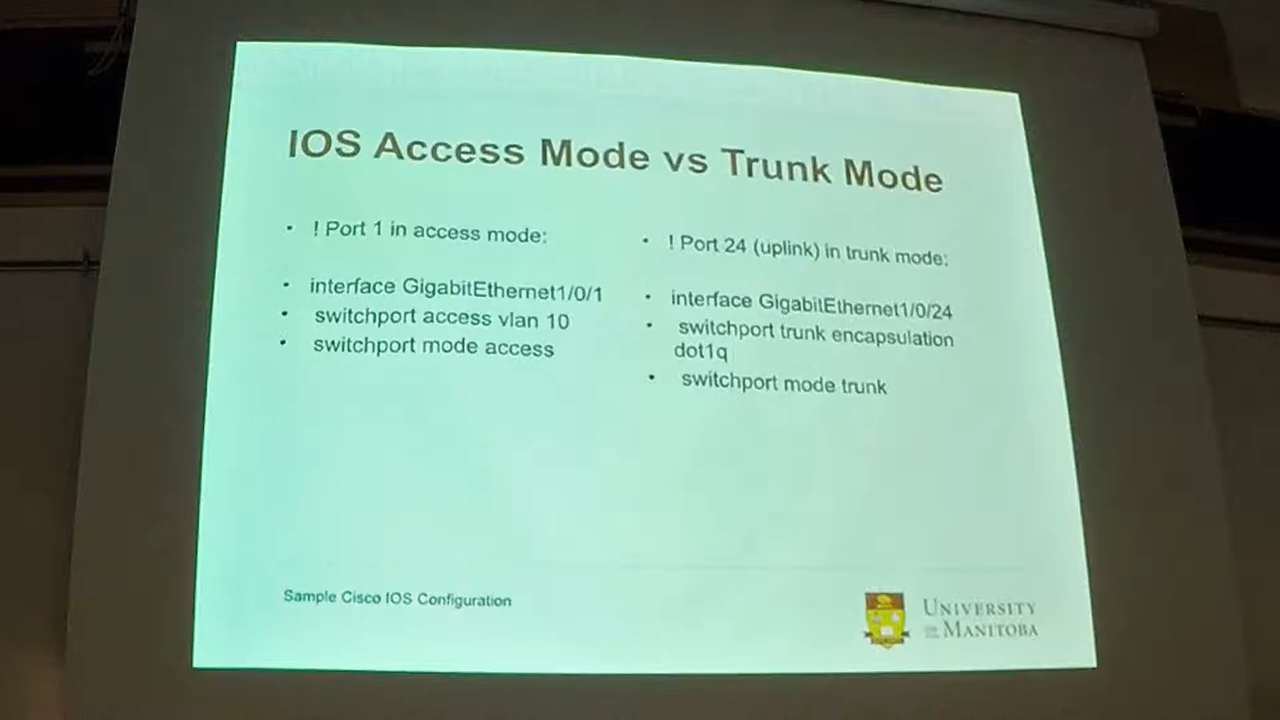 IOS Access Mode vs Trunk Mode
• ! Port 1 in access mode:
• interface GigabitEthernet1/0/1
• switchport access vlan 10
• switchport mode access
• ! Port 24 (uplink) in trunk mode:
• interface GigabitEthernet1/0/24
• switchport trunk encapsulation
dot1q
• switchport mode trunk
Sample Cisco IOS Configuration
UNIVERSITY
OF MANITOBA